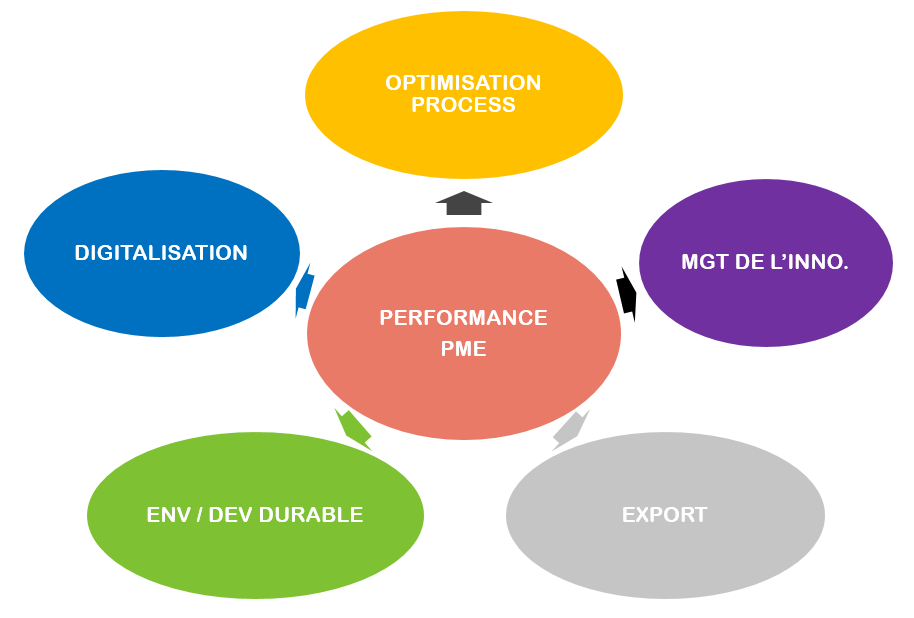 OPTIMISATION
PROCESS
DIGITALISATION
MGT DE L’INNO.
PERFORMANCE
PME
ENV / DEV DURABLE
EXPORT